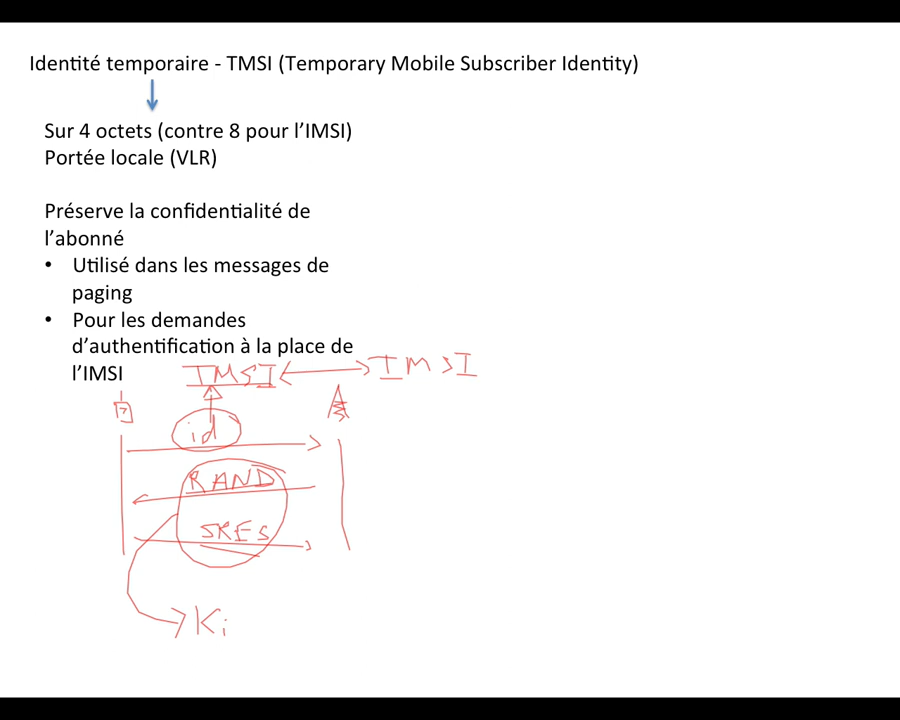 Identité temporaire - TMSI (Temporary Mobile Subscriber Identity)
Sur 4 octets (contre 8 pour l'IMSI)
Portée locale (VLR)
Préserve la confidentialité de
l'abonné
• Utilisé dans les messages de
paging
• Pour les demandes
d'authentification à la place de
l'IMSI
IMSI IMSI
id
RAND
SRES
Ki